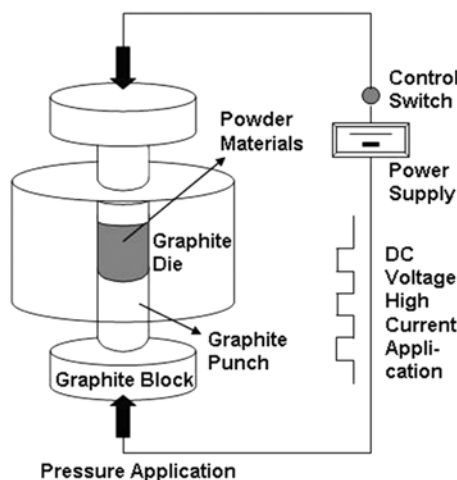 Control
Switch
Powder
Materials
Power
Supply
Graphite
Die
DC
Voltage
High
Current
Appli-
cation
Graphite
Punch
Graphite Block
Pressure Application